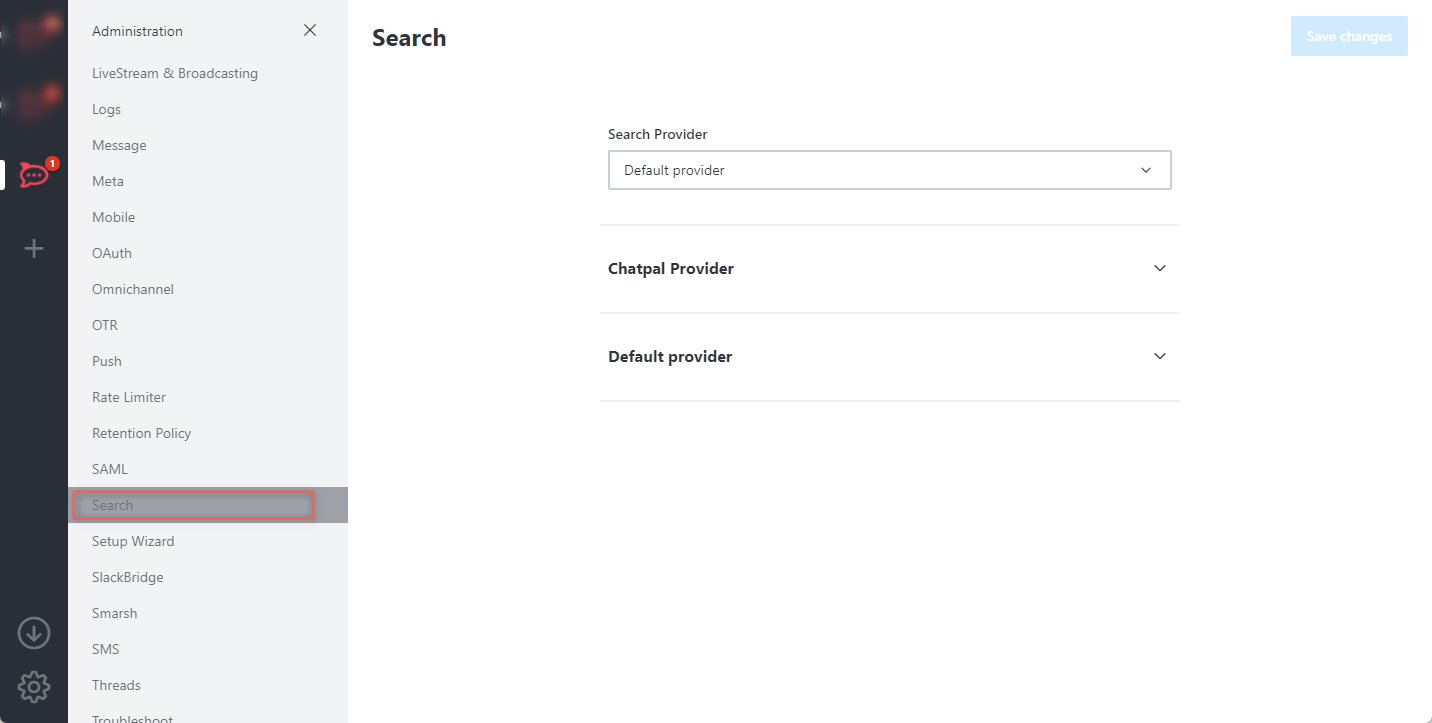 1
Administration
LiveStream & Broadcasting
Logs
Message
Meta
Mobile
OAuth
Omnichannel
OTR
Push
Rate Limiter
Retention Policy
SAML
Search
Setup Wizard
SlackBridge
Smarsh
SMS
Threads
Troubleshoot
Search
Save changes
Search Provider
Default provider
Chatpal Provider
Default provider